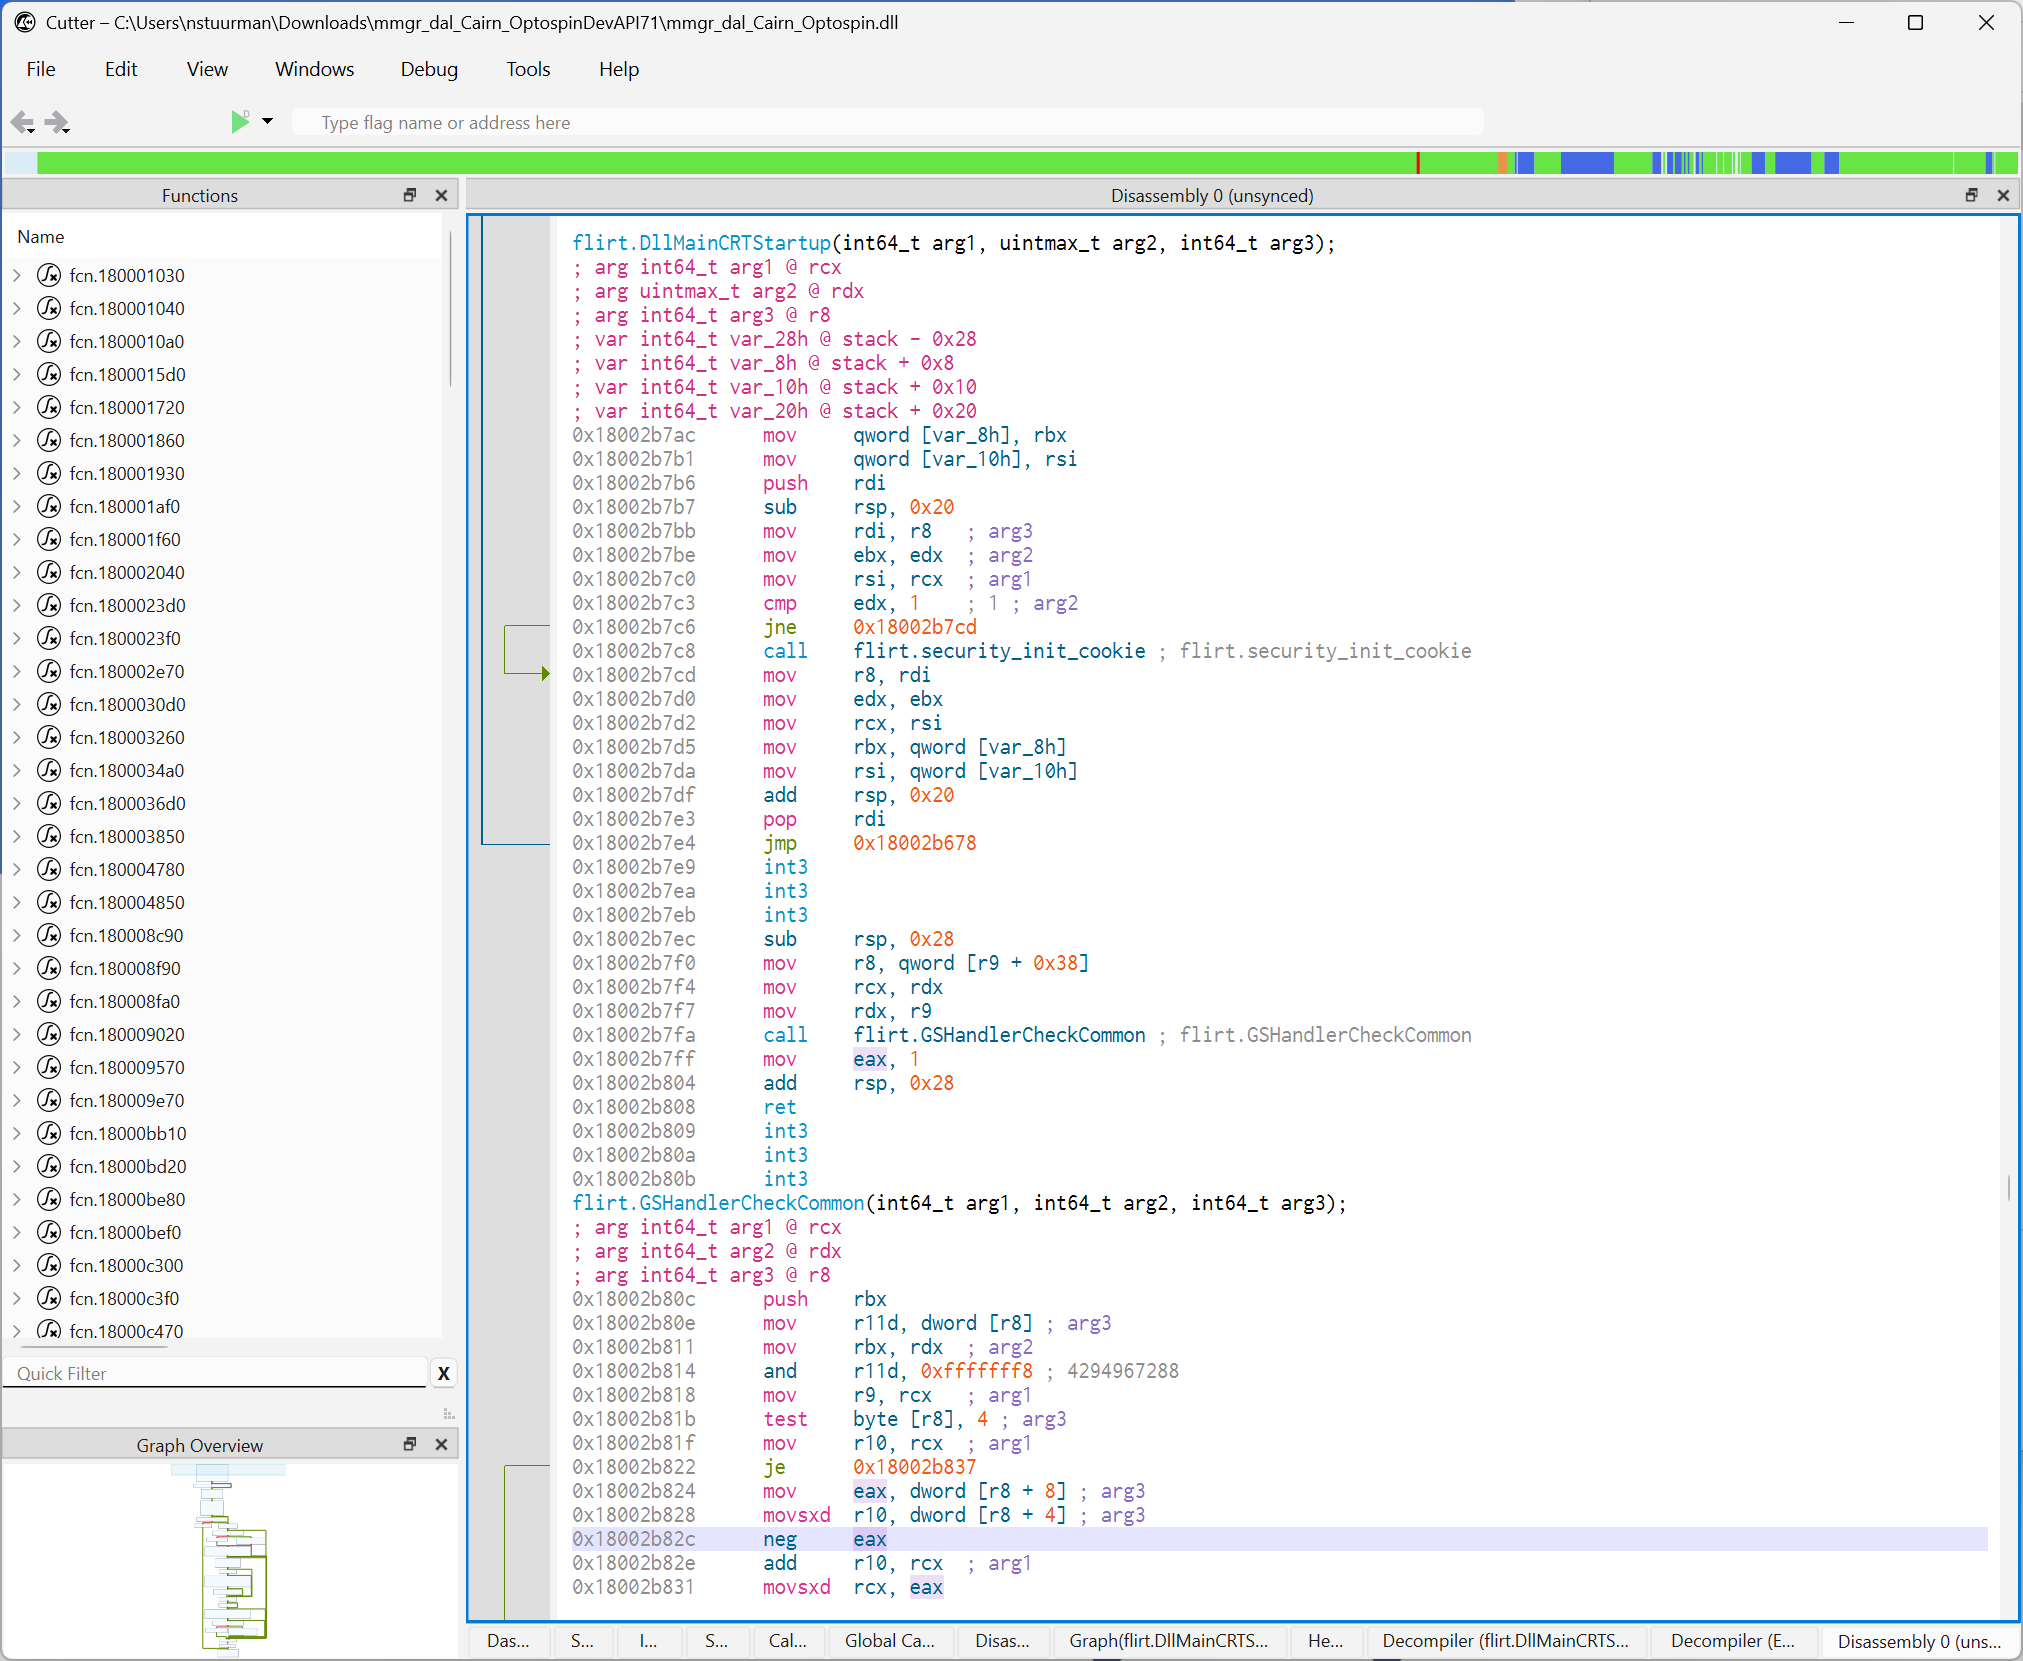 Cutter – C:\Users\nstuurman\Downloads\mmgr_dal_Cairn_OptospinDevAPI71\mmgr_dal_Cairn_Optospin.dll
File Edit View Windows Debug Tools Help
Type flag name or address here
Functions
Name
fcn.180001030
fcn.180001040
fcn.1800010a0
fcn.1800015d0
fcn.180001720
fcn.180001860
fcn.180001930
fcn.180001af0
fcn.180001f60
fcn.180002040
fcn.1800023d0
fcn.1800023f0
fcn.180002e70
fcn.1800030d0
fcn.180003260
fcn.1800034a0
fcn.1800036d0
fcn.180003850
fcn.180004780
fcn.180004850
fcn.180008c90
fcn.180008f90
fcn.180008fa0
fcn.180009020
fcn.180009570
fcn.180009e70
fcn.18000bb10
fcn.18000bd20
fcn.18000be80
fcn.18000bef0
fcn.18000c300
fcn.18000c3f0
fcn.18000c470
Quick Filter X
Graph Overview
Disassembly 0 (unsynced)
flirt.DllMainCRTStartup(int64_t arg1, uintmax_t arg2, int64_t arg3);
; arg int64_t arg1 @ rcx
; arg uintmax_t arg2 @ rdx
; arg int64_t arg3 @ r8
; var int64_t var_28h @ stack - 0x28
; var int64_t var_8h @ stack + 0x8
; var int64_t var_10h @ stack + 0x10
; var int64_t var_20h @ stack + 0x20
0x18002b7ac mov qword [var_8h], rbx
0x18002b7b1 mov qword [var_10h], rsi
0x18002b7b6 push rdi
0x18002b7b7 sub rsp, 0x20
0x18002b7bb mov rdi, r8 ; arg3
0x18002b7be mov ebx, edx ; arg2
0x18002b7c0 mov rsi, rcx ; arg1
0x18002b7c3 cmp edx, 1 ; 1 ; arg2
0x18002b7c6 jne 0x18002b7cd
0x18002b7c8 call flirt.security_init_cookie ; flirt.security_init_cookie
0x18002b7cd mov r8, rdi
0x18002b7d0 mov edx, ebx
0x18002b7d2 mov rcx, rsi
0x18002b7d5 mov rbx, qword [var_8h]
0x18002b7da mov rsi, qword [var_10h]
0x18002b7df add rsp, 0x20
0x18002b7e3 pop rdi
0x18002b7e4 jmp 0x18002b678
0x18002b7e9 int3
0x18002b7ea int3
0x18002b7eb int3
0x18002b7ec sub rsp, 0x28
0x18002b7f0 mov r8, qword [r9 + 0x38]
0x18002b7f4 mov rcx, rdx
0x18002b7f7 mov rdx, r9
0x18002b7fa call flirt.GSHandlerCheckCommon ; flirt.GSHandlerCheckCommon
0x18002b7ff mov eax, 1
0x18002b804 add rsp, 0x28
0x18002b808 ret
0x18002b809 int3
0x18002b80a int3
0x18002b80b int3
flirt.GSHandlerCheckCommon(int64_t arg1, int64_t arg2, int64_t arg3);
; arg int64_t arg1 @ rcx
; arg int64_t arg2 @ rdx
; arg int64_t arg3 @ r8
0x18002b80c push rbx
0x18002b80e mov r11d, dword [r8] ; arg3
0x18002b811 mov rbx, rdx ; arg2
0x18002b814 and r11d, 0xfffffff8 ; 4294967288
0x18002b818 mov r9, rcx ; arg1
0x18002b81b test byte [r8], 4 ; arg3
0x18002b81f mov r10, rcx ; arg1
0x18002b822 je 0x18002b837
0x18002b824 mov eax, dword [r8 + 8] ; arg3
0x18002b828 movsxd r10, dword [r8 + 4] ; arg3
0x18002b82c neg eax
0x18002b82e add r10, rcx ; arg1
0x18002b831 movsxd rcx, eax
Das... S... I... S... Cal... Global Ca... Disas... Graph(flirt.DllMainCRTS... He... Decompiler (flirt.DllMainCRTS... Decompiler (E... Disassembly 0 (uns...